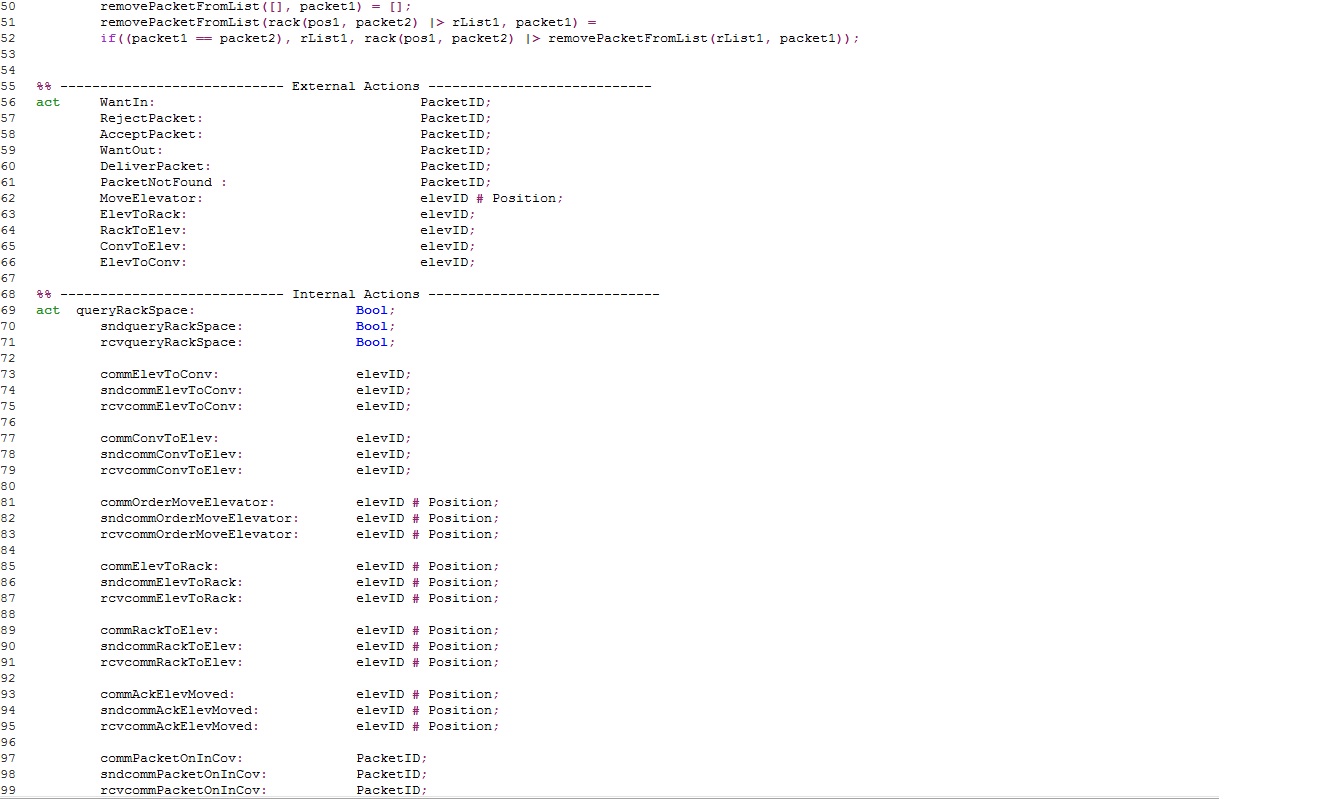 50 removePacketFromList([], packet1) = [];
51 removePacketFromList(rack(pos1, packet2) |> rList1, packet1) =
52 if((packet1 == packet2), rList1, rack(pos1, packet2) |> removePacketFromList(rList1, packet1));
53
54
55 %% ---------------------------- External Actions ----------------------------
56 act WantIn: PacketID;
57 RejectPacket: PacketID;
58 AcceptPacket: PacketID;
59 WantOut: PacketID;
60 DeliverPacket: PacketID;
61 PacketNotFound : PacketID;
62 MoveElevator: elevID # Position;
63 ElevToRack: elevID;
64 RackToElev: elevID;
65 ConvToElev: elevID;
66 ElevToConv: elevID;
67
68 %% ---------------------------- Internal Actions -----------------------------
69 act queryRackSpace: Bool;
70 sndqueryRackSpace: Bool;
71 rcvqueryRackSpace: Bool;
72
73 commElevToConv: elevID;
74 sndcommElevToConv: elevID;
75 rcvcommElevToConv: elevID;
76
77 commConvToElev: elevID;
78 sndcommConvToElev: elevID;
79 rcvcommConvToElev: elevID;
80
81 commOrderMoveElevator: elevID # Position;
82 sndcommOrderMoveElevator: elevID # Position;
83 rcvcommOrderMoveElevator: elevID # Position;
84
85 commElevToRack: elevID # Position;
86 sndcommElevToRack: elevID # Position;
87 rcvcommElevToRack: elevID # Position;
88
89 commRackToElev: elevID # Position;
90 sndcommRackToElev: elevID # Position;
91 rcvcommRackToElev: elevID # Position;
92
93 commAckElevMoved: elevID # Position;
94 sndcommAckElevMoved: elevID # Position;
95 rcvcommAckElevMoved: elevID # Position;
96
97 commPacketOnInCov: PacketID;
98 sndcommPacketOnInCov: PacketID;
99 rcvcommPacketOnInCov: PacketID;